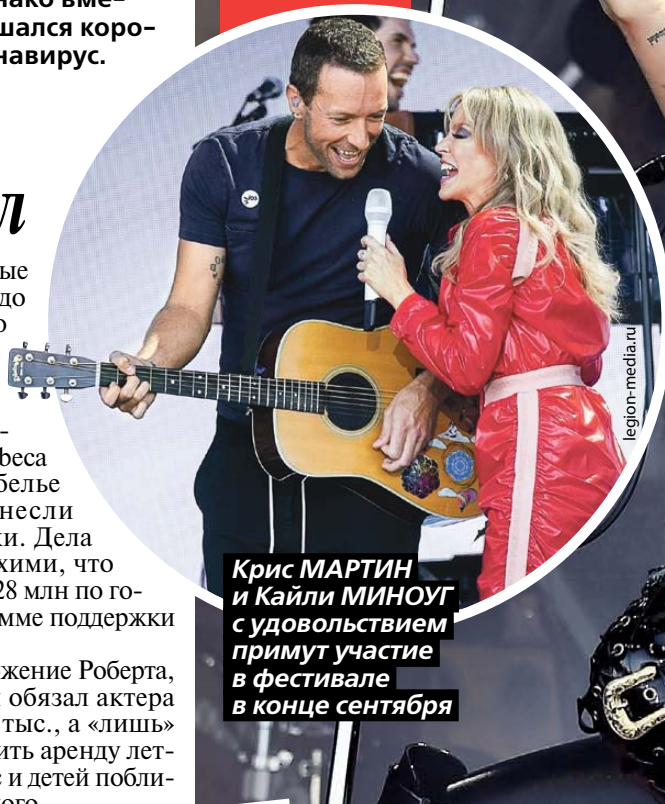 нако вме-
шался коро-
навирус.
л
ые
до
о
-
беса
белье
несли
ки. Дела
хими, что
28 млн по го-
мме поддержки
жение Роберта,
обязал актера
тыс., а «лишь»
ить аренду лет-
с и детей побли-
ного
legion-media.ru
Крис МАРТИН
и Кайли МИНОУГ
с удовольствием
примут участие
в фестивале
в конце сентября